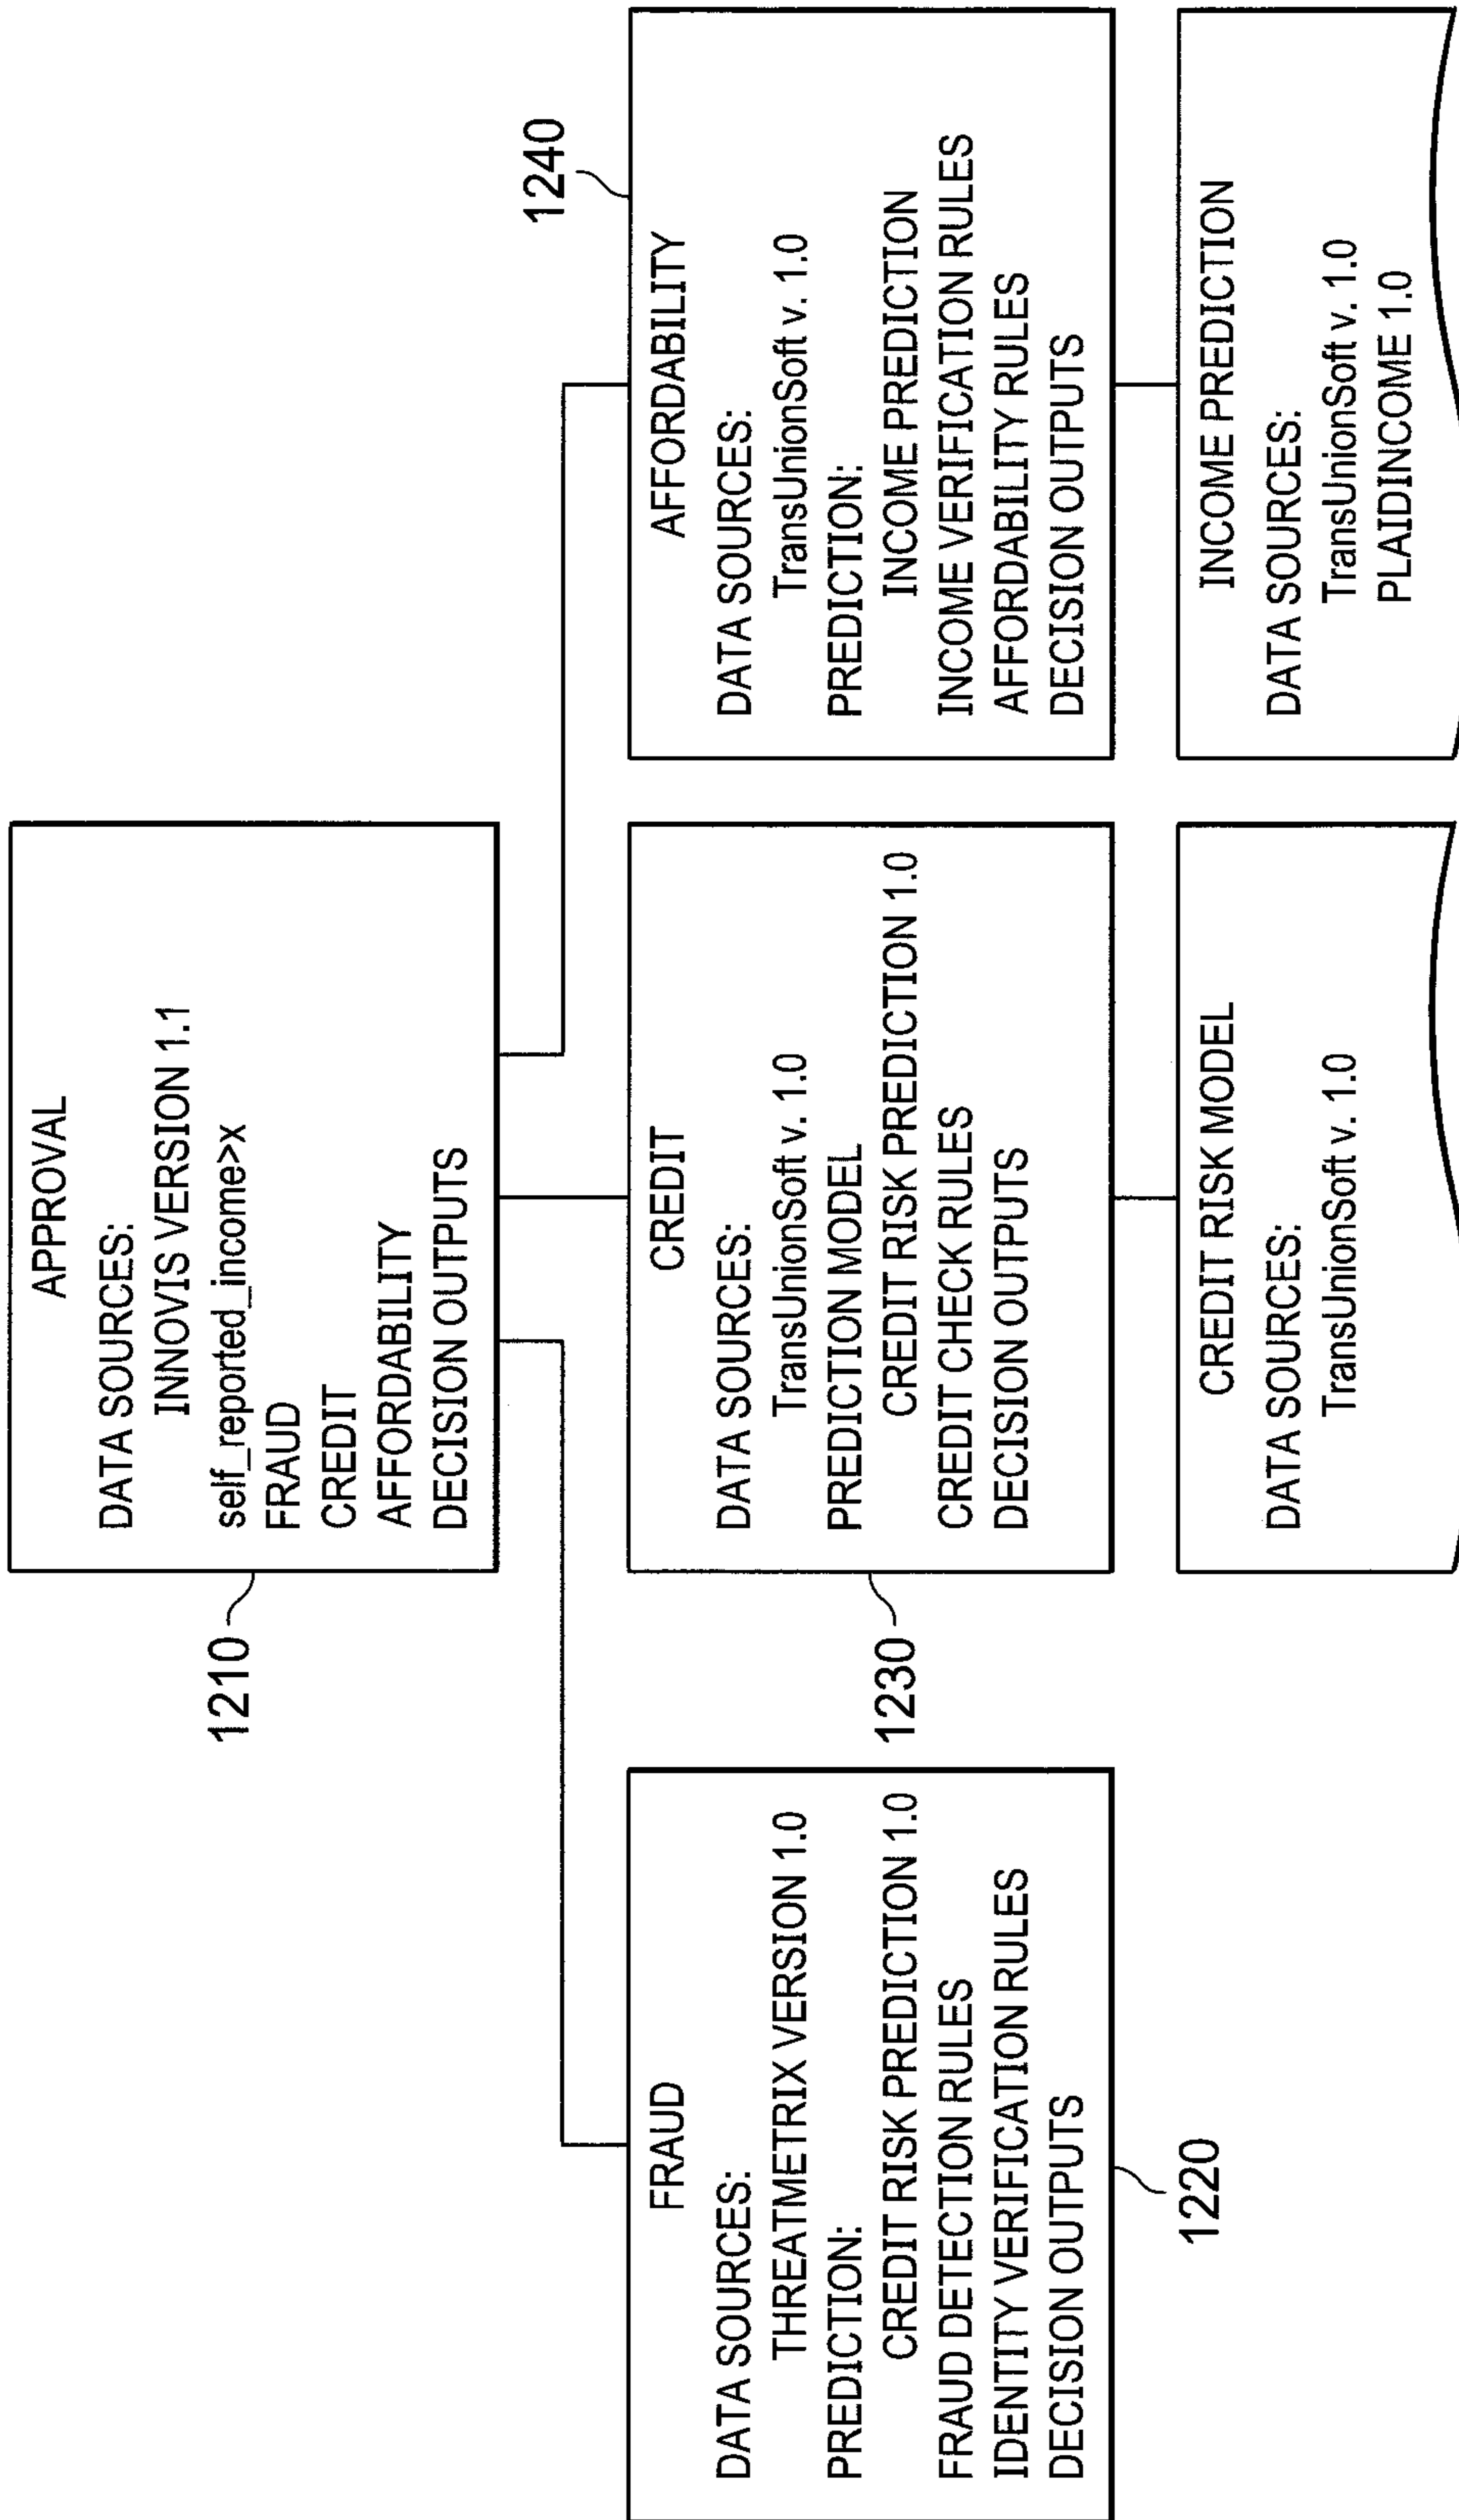 APPROVAL
DATA SOURCES:
INNOVIS VERSION 1.1
self_reported_income>x
FRAUD
CREDIT
AFFORDABILITY
DECISION OUTPUTS
1210
FRAUD
DATA SOURCES:
THREATMETRIX VERSION 1.0
PREDICTION:
CREDIT RISK PREDICTION 1.0
FRAUD DETECTION RULES
IDENTITY VERIFICATION RULES
DECISION OUTPUTS
1220
CREDIT
DATA SOURCES:
TransUnionSoft v. 1.0
PREDICTION MODEL
CREDIT RISK PREDICTION 1.0
CREDIT CHECK RULES
DECISION OUTPUTS
1230
AFFORDABILITY
DATA SOURCES:
TransUnionSoft v. 1.0
PREDICTION:
INCOME PREDICTION
INCOME VERIFICATION RULES
AFFORDABILITY RULES
DECISION OUTPUTS
1240
CREDIT RISK MODEL
DATA SOURCES:
TransUnionSoft v. 1.0
INCOME PREDICTION
DATA SOURCES:
TransUnionSoft v. 1.0
PLAIDINCOME 1.0